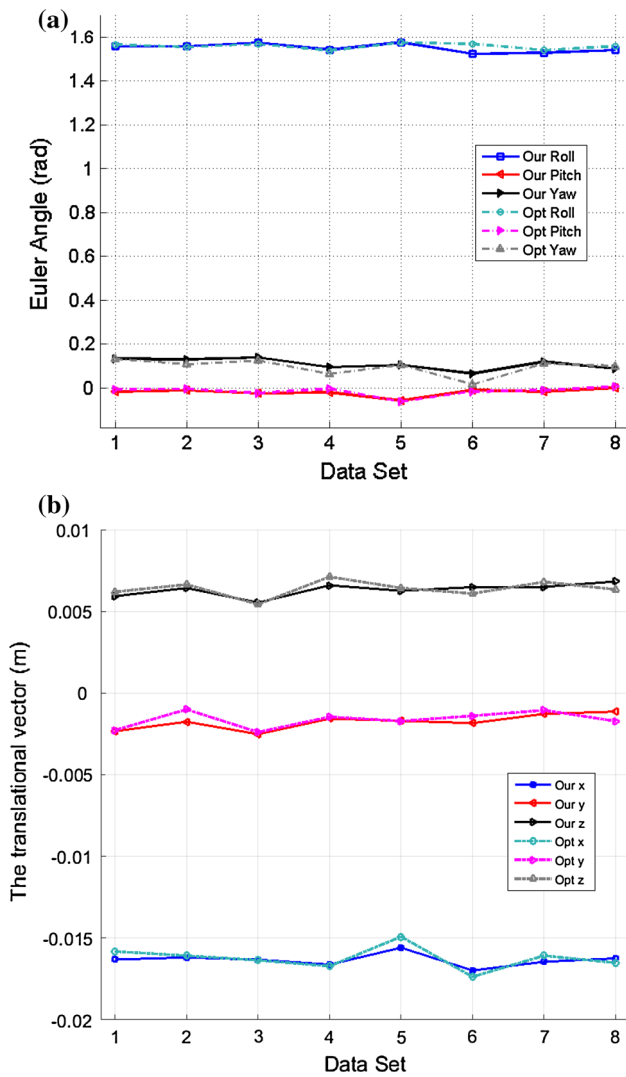 (a)
1.6
1.4
1.2
1
0.8
0.6
0.4
0.2
0
Euler Angle (rad)
Our Roll
Our Pitch
Our Yaw
Opt Roll
Opt Pitch
Opt Yaw
1 2 3 4 5 6 7 8
Data Set
(b)
0.01
0.005
0
-0.005
-0.01
-0.015
-0.02
The translational vector (m)
Our x
Our y
Our z
Opt x
Opt y
Opt z
1 2 3 4 5 6 7 8
Data Set